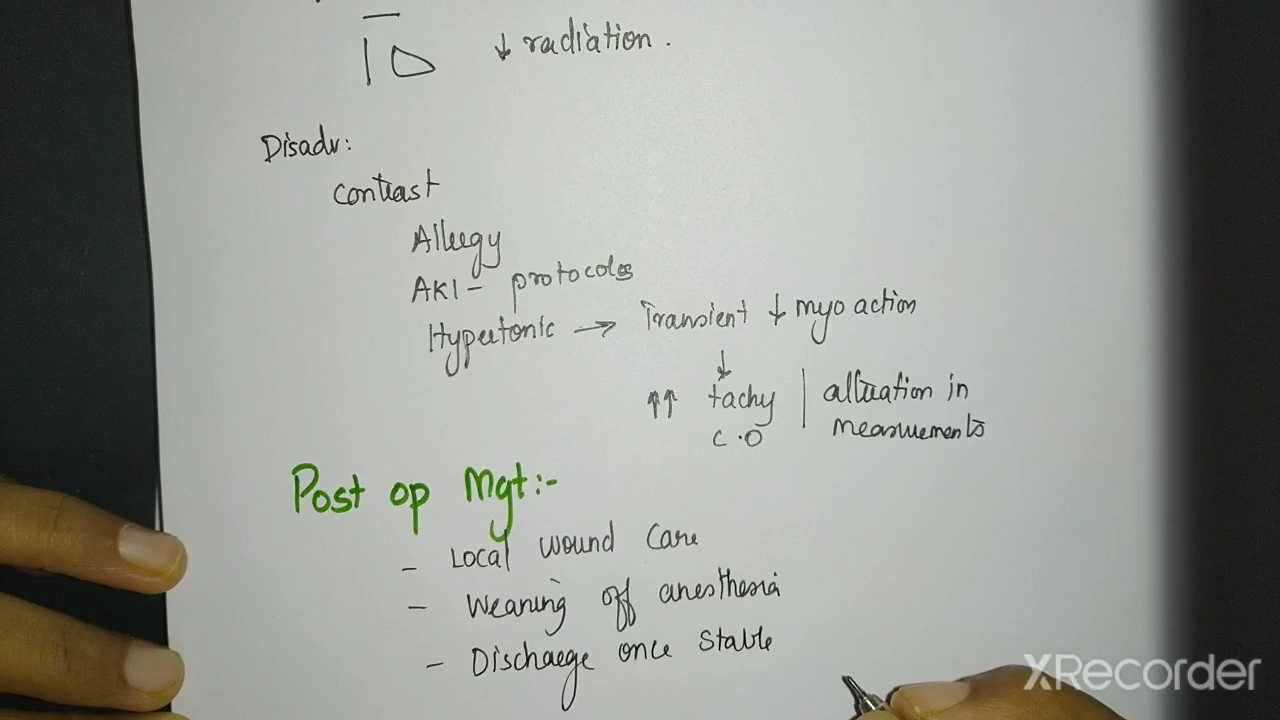 ↓ radiation.
Disadv:
contrast
Allergy
AKI - protocols
Hypertonic → Transient ↓ myo action
↓
↑↑ tachy | alteration in
C.O measurements
Post op Mgt:-
- Local wound care
- Weaning off anesthesia
- Discharge once stable
XRecorder